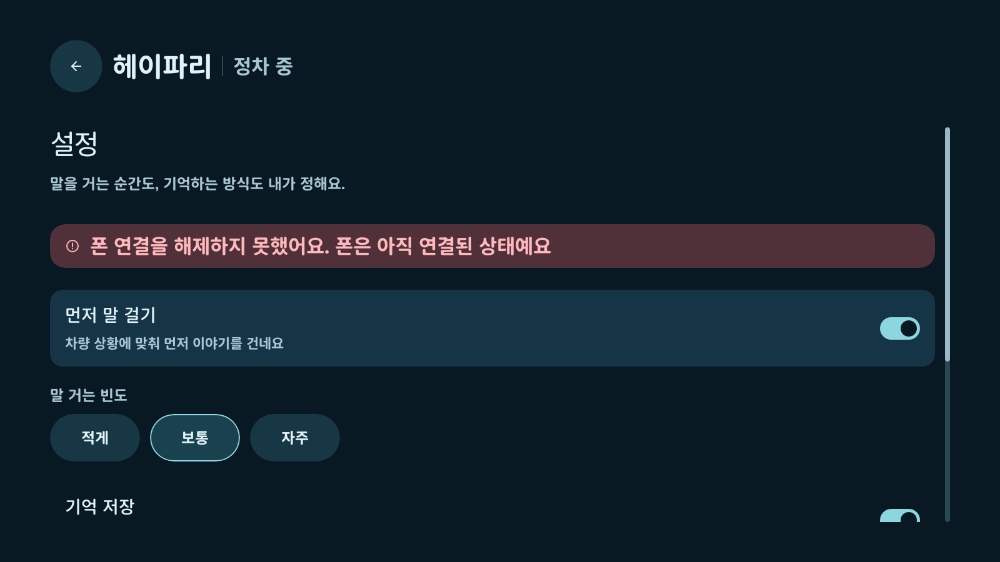 헤이파리 정차 중
설정
말을 거는 순간도, 기억하는 방식도 내가 정해요.
폰 연결을 해제하지 못했어요. 폰은 아직 연결된 상태예요
먼저 말 걸기
차량 상황에 맞춰 먼저 이야기를 건네요
말 거는 빈도
적게 보통 자주
기억 저장